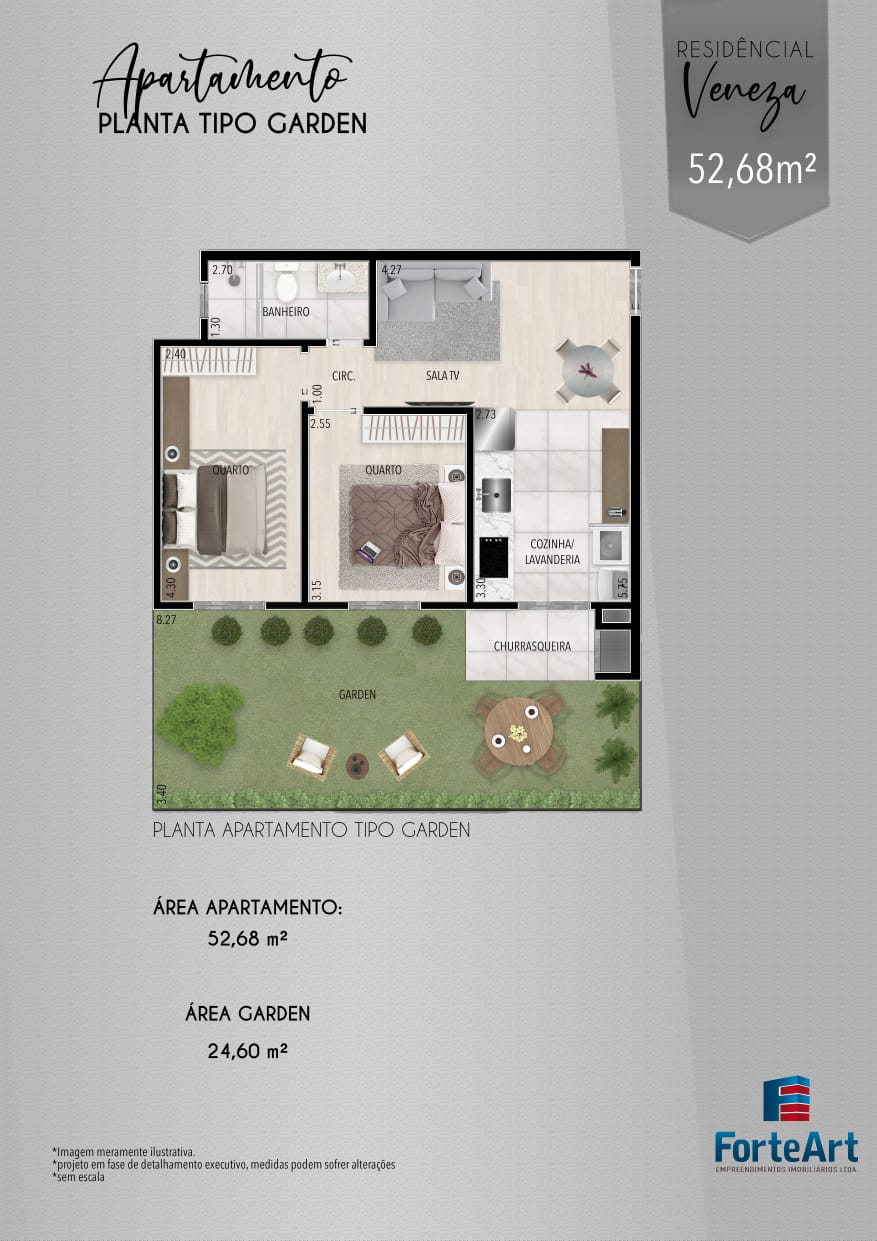 Apartamento
PLANTA TIPO GARDEN
RESIDÊNCIAL
Veneza
52,68m²
2.70
4.27
BANHEIRO
1.30
2.40
CIRC.
SALA TV
1.00
2.55
2.73
QUARTO
QUARTO
COZINHA/
LAVANDERIA
4.30
3.15
3.30
5.75
8.27
CHURRASQUEIRA
GARDEN
3.40
PLANTA APARTAMENTO TIPO GARDEN
ÁREA APARTAMENTO:
52,68 m²
ÁREA GARDEN
24,60 m²
*Imagem meramente ilustrativa.
*projeto em fase de detalhamento executivo, medidas podem sofrer alterações
*sem escala
ForteArt
EMPREENDIMENTOS IMOBILIÁRIOS LTDA.